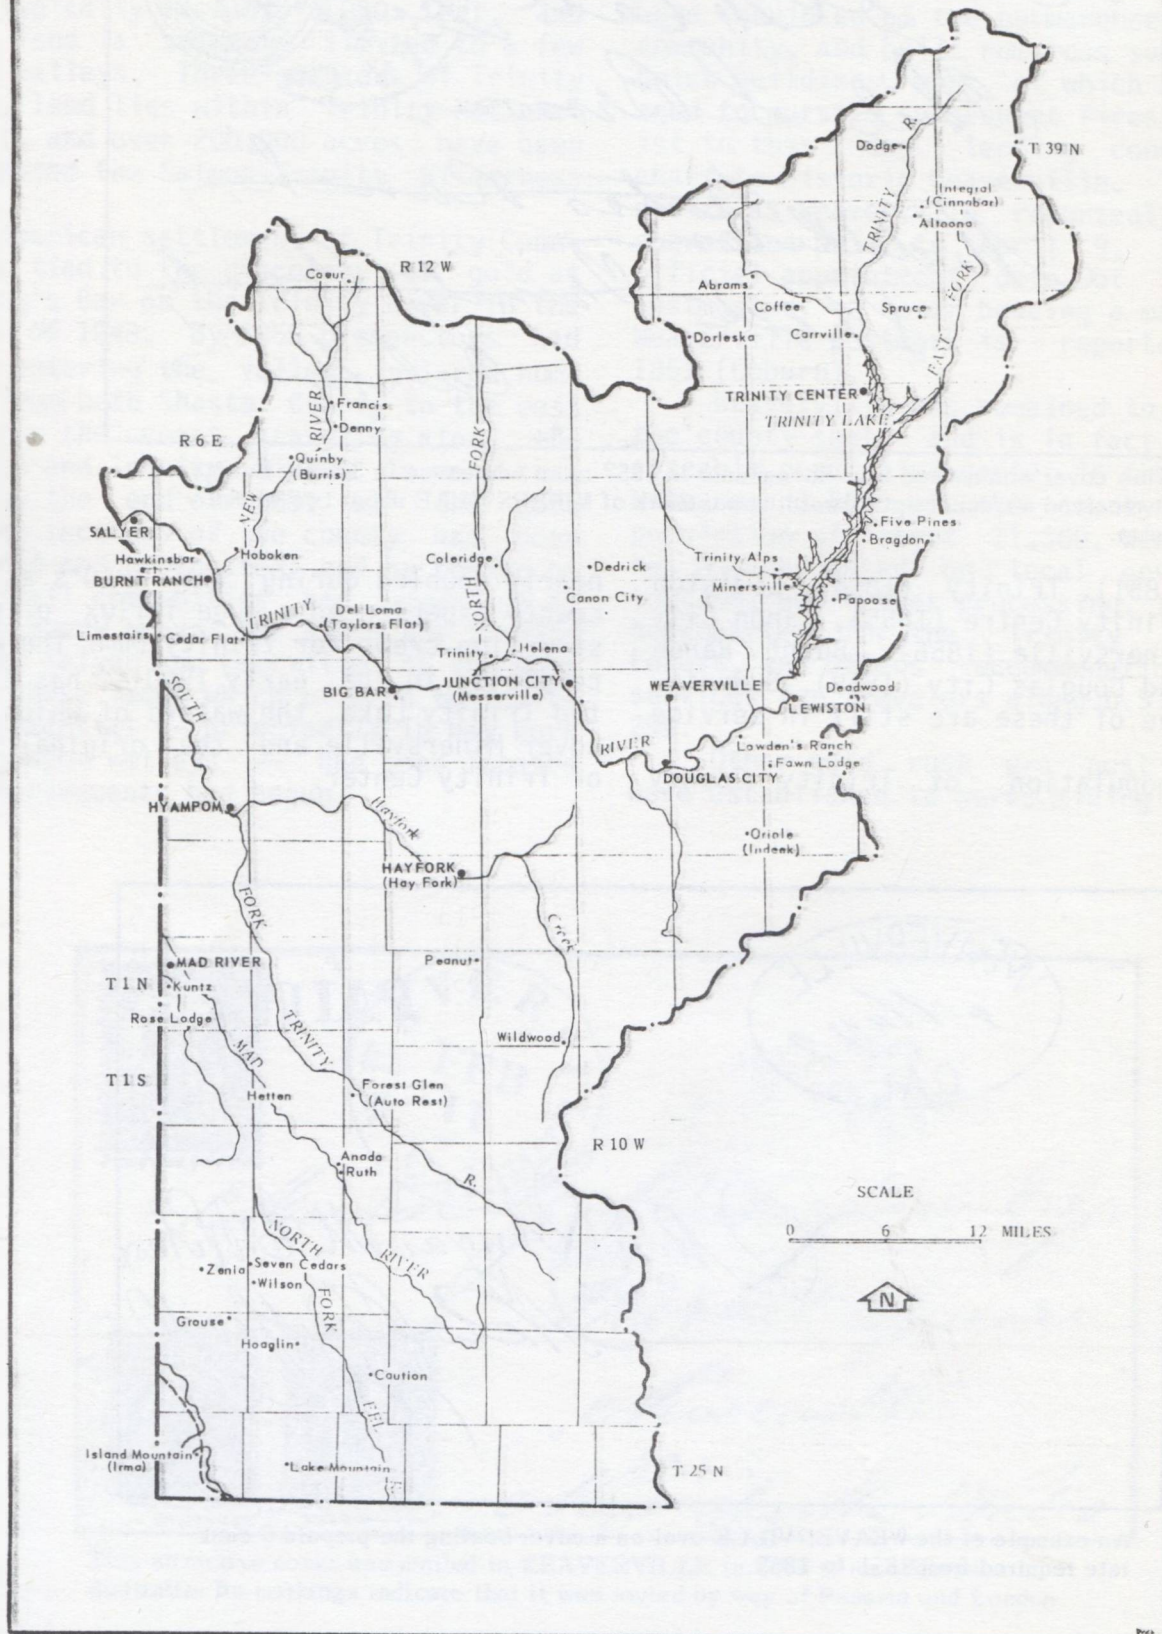 Dodge
R.
T 39 N
TRINITY
Integral
(Cinnabar)
Altoona
EAST FORK
Coeur
R 12 W
Abrams
Coffee
Spruce
Dorleska
Carrville
TRINITY CENTER
TRINITY LAKE
Francis
Denny
R 6 E
NEW RIVER
Quinby
(Burris)
NORTH FORK
SALYER
Five Pines
Bragdon
Hawkinsbar
Hoboken
Coleridge
Dedrick
Trinity Alps
BURNT RANCH
Canon City
Minersville
Papoose
TRINITY
Del Loma
(Taylors Flat)
Limestairs
Cedar Flat
Trinity
Helena
BIG BAR
JUNCTION CITY
(Messerville)
WEAVERVILLE
Deadwood
LEWISTON
SOUTH
RIVER
Lowden's Ranch
Fawn Lodge
DOUGLAS CITY
HYAMPOM
Hayfork
Oriole
(Indeek)
HAYFORK
(Hay Fork)
FORK
Creek
MAD RIVER
Peanut
T 1 N
Kuntz
Rose Lodge
TRINITY
Wildwood
MAD
T 1 S
Hetten
Forest Glen
(Auto Rest)
R 10 W
Anada
Ruth
R.
SCALE
0 6 12 MILES
NORTH
RIVER
Zenia
Seven Cedars
Wilson
N
FORK
Grouse
Hoaglin
Caution
EEL
Island Mountain
(Irma)
Lake Mountain
R.
T 25 N